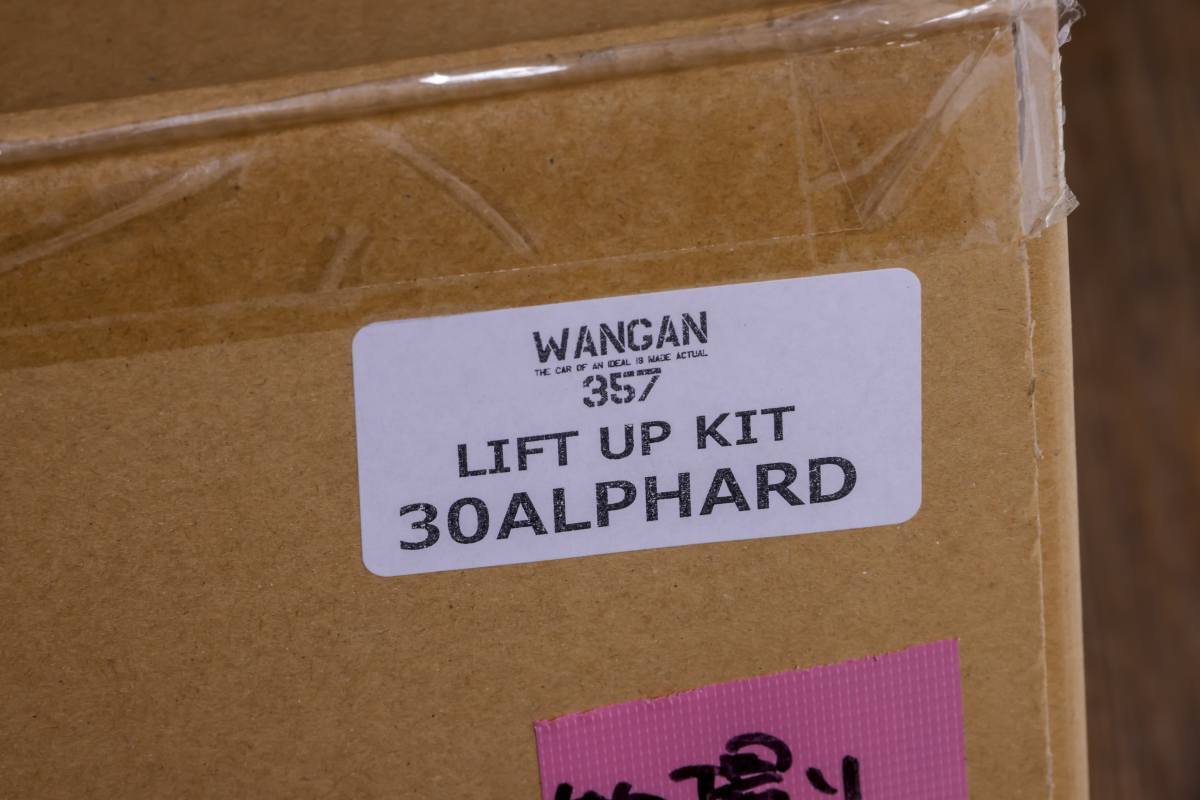 WANGAN
THE CAR OF AN IDEAL IS MADE ACTUAL
357
LIFT UP KIT
30ALPHARD